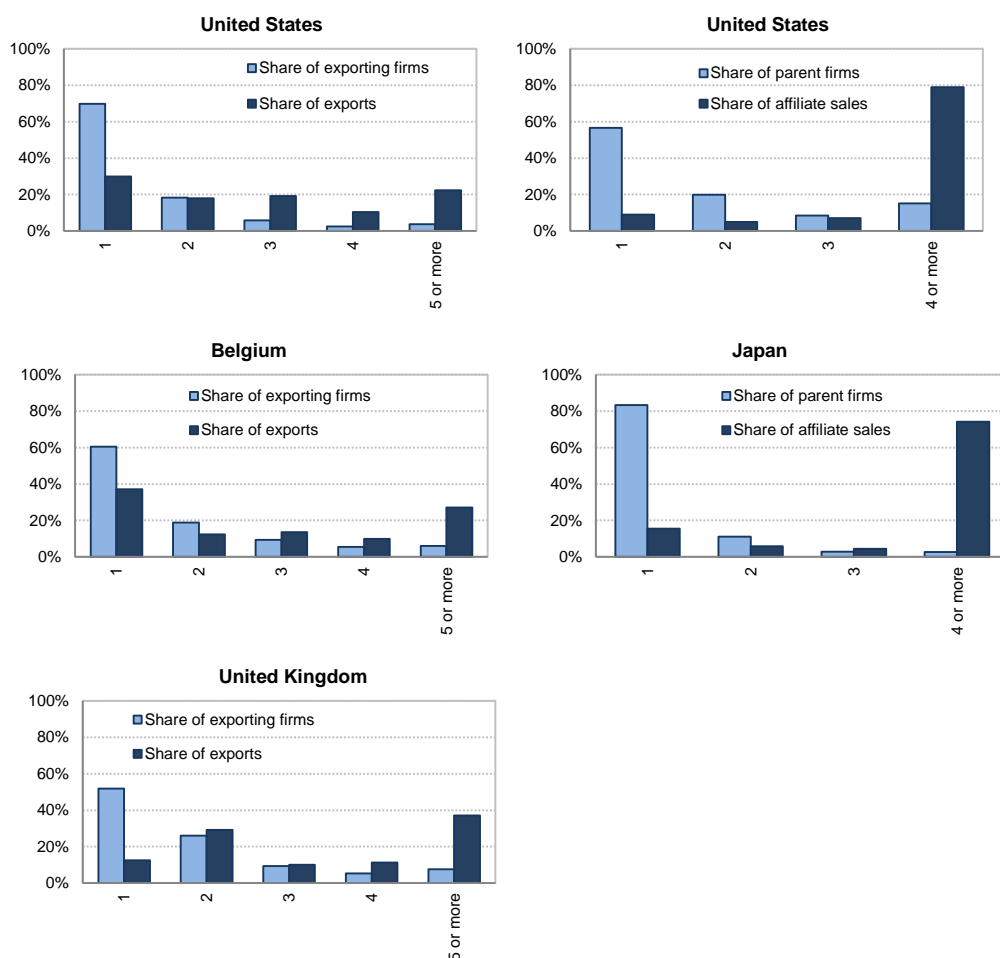 United States
100%
80%
60%
40%
20%
0%
Share of exporting firms
Share of exports
1
2
3
4
5 or more
United States
100%
80%
60%
40%
20%
0%
Share of parent firms
Share of affiliate sales
1
2
3
4 or more
Belgium
100%
80%
60%
40%
20%
0%
Share of exporting firms
Share of exports
1
2
3
4
5 or more
Japan
100%
80%
60%
40%
20%
0%
Share of parent firms
Share of affiliate sales
1
2
3
4 or more
United Kingdom
100%
80%
60%
40%
20%
0%
Share of exporting firms
Share of exports
1
2
3
4
5 or more